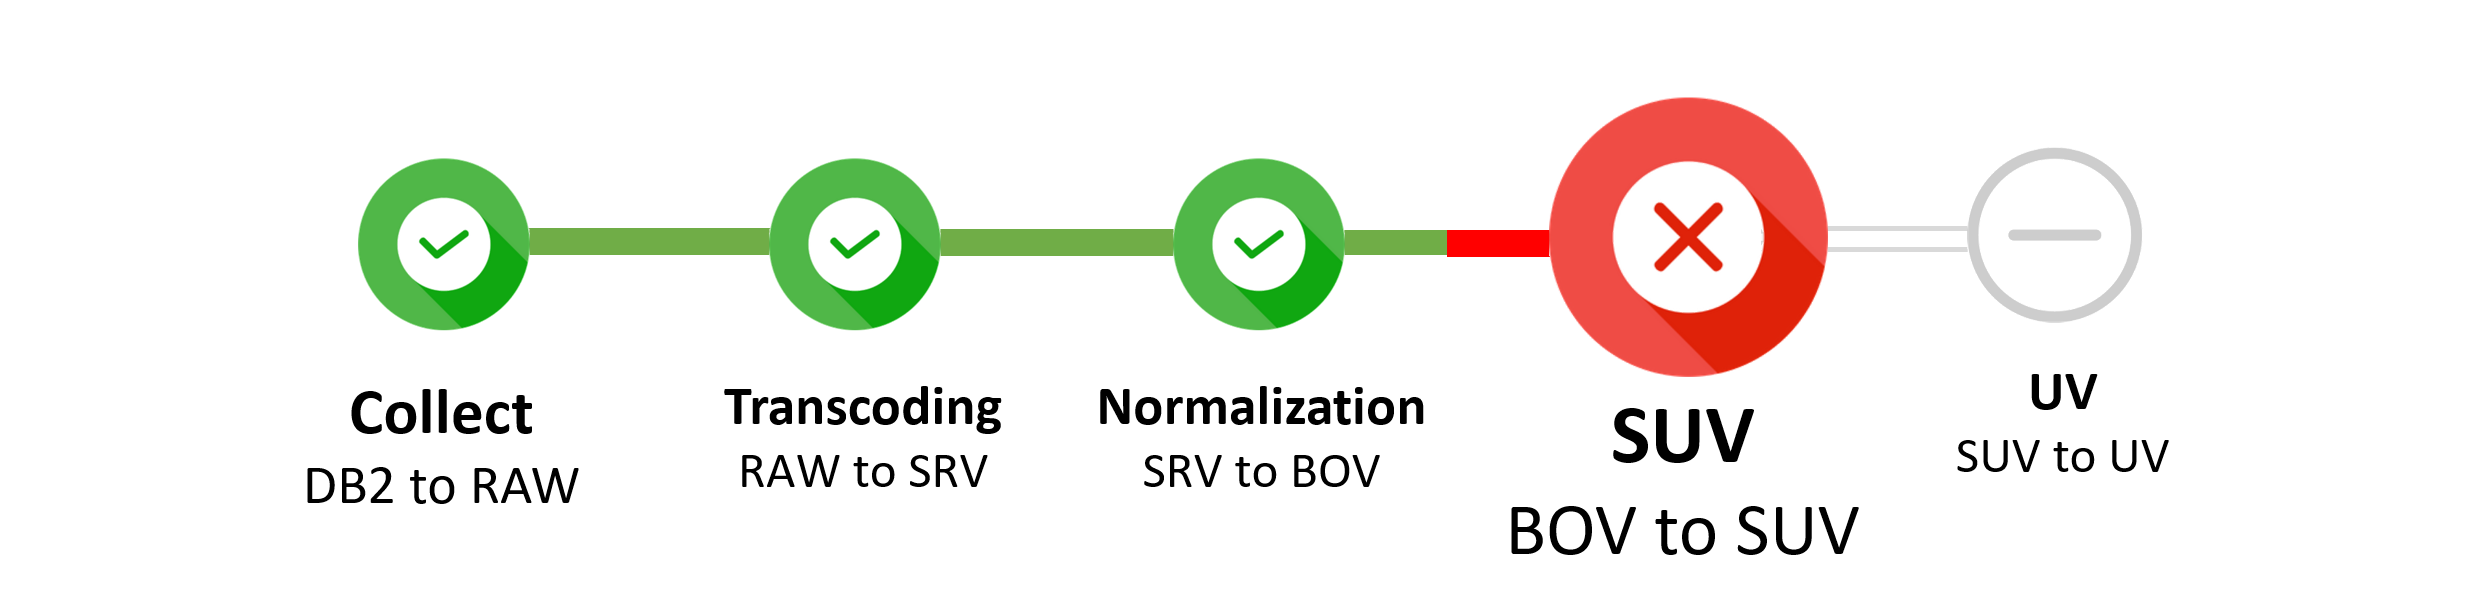 Collect
DB2 to RAW
Transcoding
RAW to SRV
Normalization
SRV to BOV
SUV
BOV to SUV
UV
SUV to UV